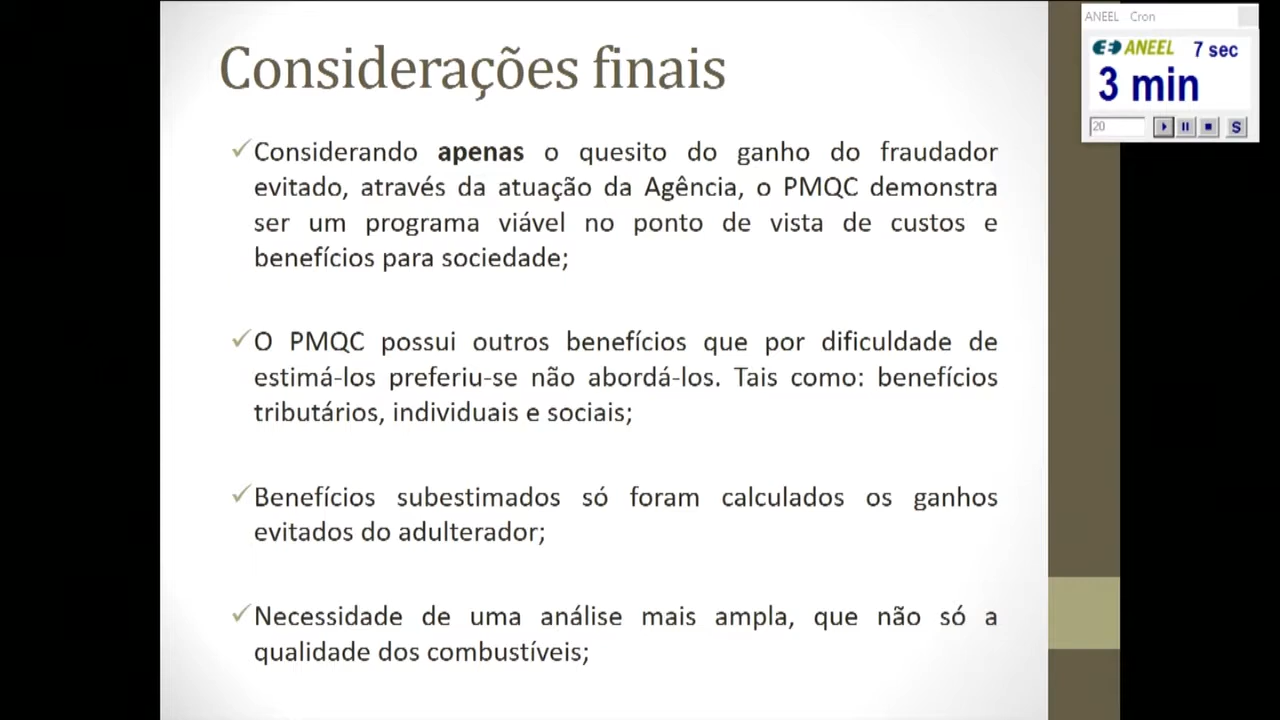 Considerações finais
Considerando apenas o quesito do ganho do fraudador
evitado, através da atuação da Agência, o PMQC demonstra
ser um programa viável no ponto de vista de custos e
benefícios para sociedade;
O PMQC possui outros benefícios que por dificuldade de
estimá-los preferiu-se não abordá-los. Tais como: benefícios
tributários, individuais e sociais;
Benefícios subestimados só foram calculados os ganhos
evitados do adulterador;
Necessidade de uma análise mais ampla, que não só a
qualidade dos combustíveis;
ANEEL Cron
ANEEL 7 sec
3 min
20 S